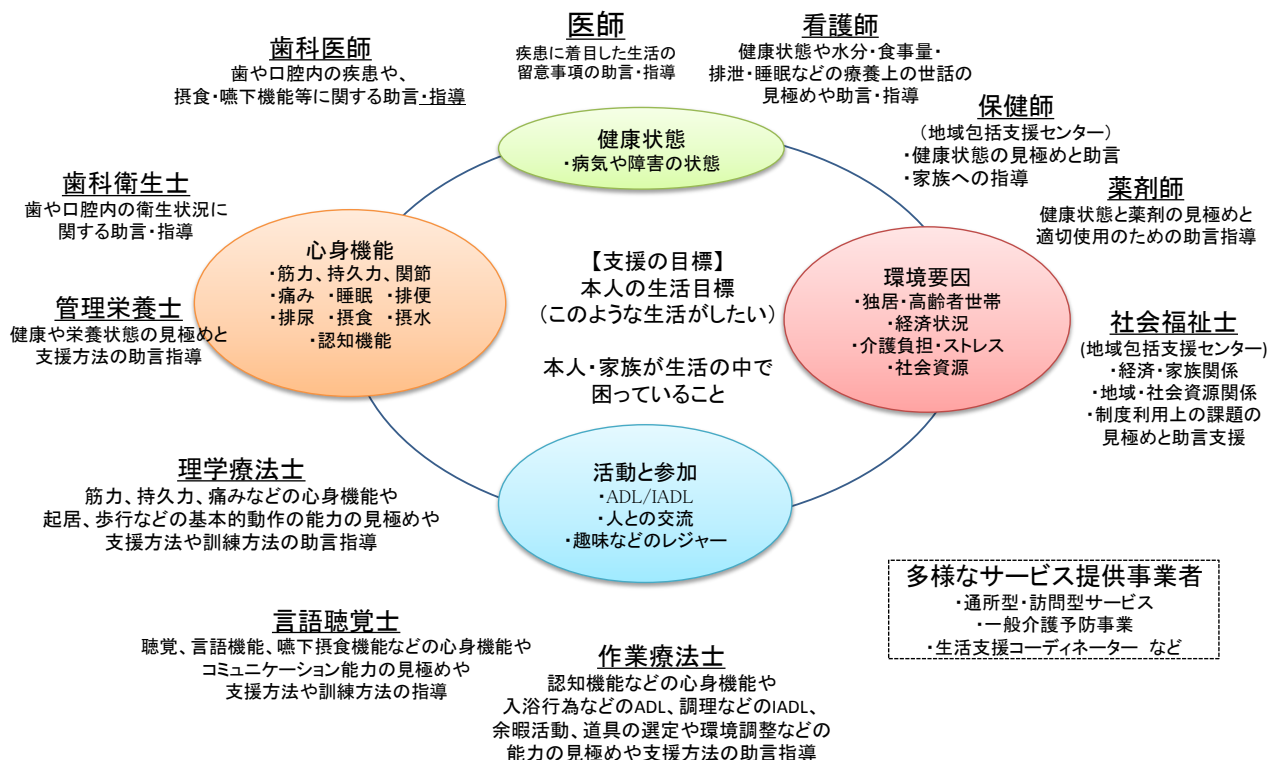 医師
疾患に着目した生活の
留意事項の助言・指導
看護師
健康状態や水分・食事量・
排泄・睡眠などの療養上の世話の
見極めや助言・指導
歯科医師
歯や口腔内の疾患や、
摂食・嚥下機能等に関する助言・指導
保健師
(地域包括支援センター)
・健康状態の見極めと助言
・家族への指導
健康状態
・病気や障害の状態
歯科衛生士
歯や口腔内の衛生状況に
関する助言・指導
薬剤師
健康状態と薬剤の見極めと
適切使用のための助言指導
心身機能
・筋力、持久力、関節
・痛み ・睡眠 ・排便
・排尿 ・摂食 ・摂水
・認知機能
【支援の目標】
本人の生活目標
(このような生活がしたい)
本人・家族が生活の中で
困っていること
環境要因
・独居・高齢者世帯
・経済状況
・介護負担・ストレス
・社会資源
管理栄養士
健康や栄養状態の見極めと
支援方法の助言指導
社会福祉士
(地域包括支援センター)
・経済・家族関係
・地域・社会資源関係
・制度利用上の課題の
見極めと助言支援
活動と参加
・ADL/IADL
・人との交流
・趣味などのレジャー
理学療法士
筋力、持久力、痛みなどの心身機能や
起居、歩行などの基本的動作の能力の見極めや
支援方法や訓練方法の助言指導
多様なサービス提供事業者
・通所型・訪問型サービス
・一般介護予防事業
・生活支援コーディネーター など
言語聴覚士
聴覚、言語機能、嚥下摂食機能などの心身機能や
コミュニケーション能力の見極めや
支援方法や訓練方法の指導
作業療法士
認知機能などの心身機能や
入浴行為などのADL、調理などのIADL、
余暇活動、道具の選定や環境調整などの
能力の見極めや支援方法の助言指導